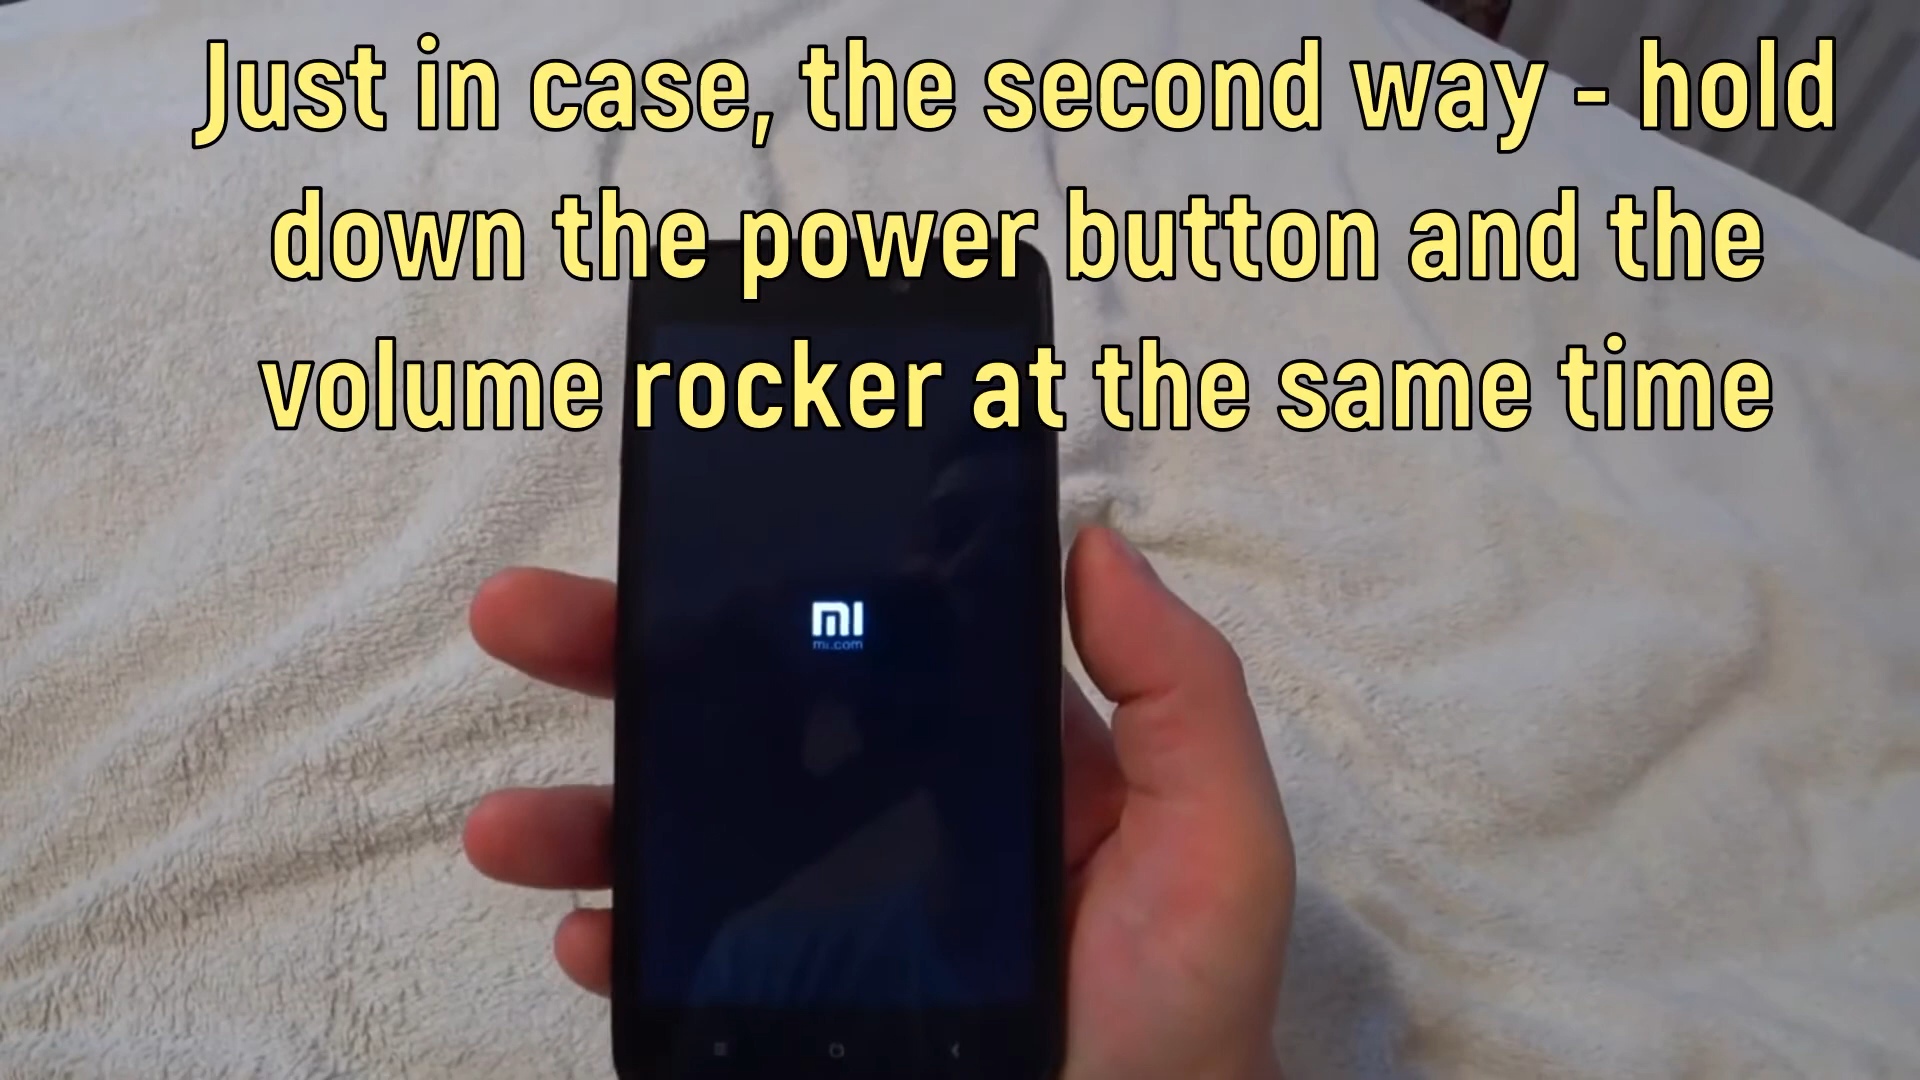 Just in case, the second way - hold
down the power button and the
volume rocker at the same time
mi
mi.com